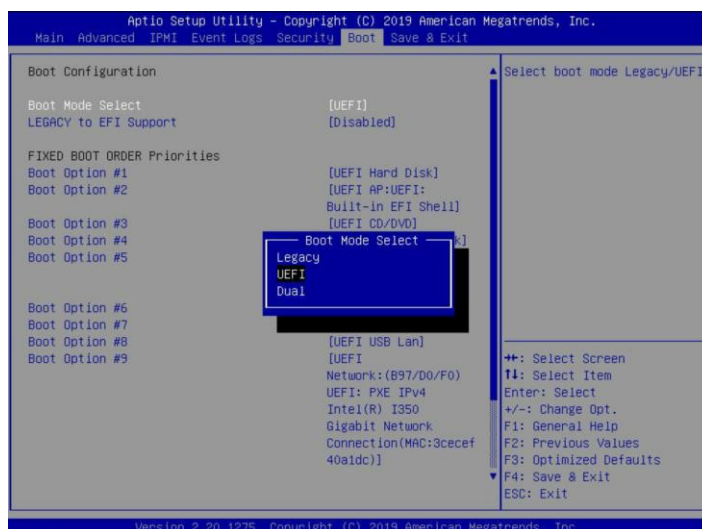 Aptio Setup Utility – Copyright (C) 2019 American Megatrends, Inc.
Main Advanced IPMI Event Logs Security Boot Save & Exit
Boot Configuration
Boot Mode Select [UEFI]
LEGACY to EFI Support [Disabled]
FIXED BOOT ORDER Priorities
Boot Option #1 [UEFI Hard Disk]
Boot Option #2 [UEFI AP:UEFI:
Built-in EFI Shell]
Boot Option #3 [UEFI CD/DVD]
Boot Option #4 k]
Boot Option #5
Boot Mode Select
Legacy
UEFI
Dual
Boot Option #6
Boot Option #7
Boot Option #8 [UEFI USB Lan]
Boot Option #9 [UEFI
Network:(B97/D0/F0)
UEFI: PXE IPv4
Intel(R) I350
Gigabit Network
Connection(MAC:3cecef
40a1dc)]
Select boot mode Legacy/UEFI
→←: Select Screen
↑↓: Select Item
Enter: Select
+/-: Change Opt.
F1: General Help
F2: Previous Values
F3: Optimized Defaults
F4: Save & Exit
ESC: Exit
Version 2.20.1275. Copyright (C) 2019 American Megatrends, Inc.